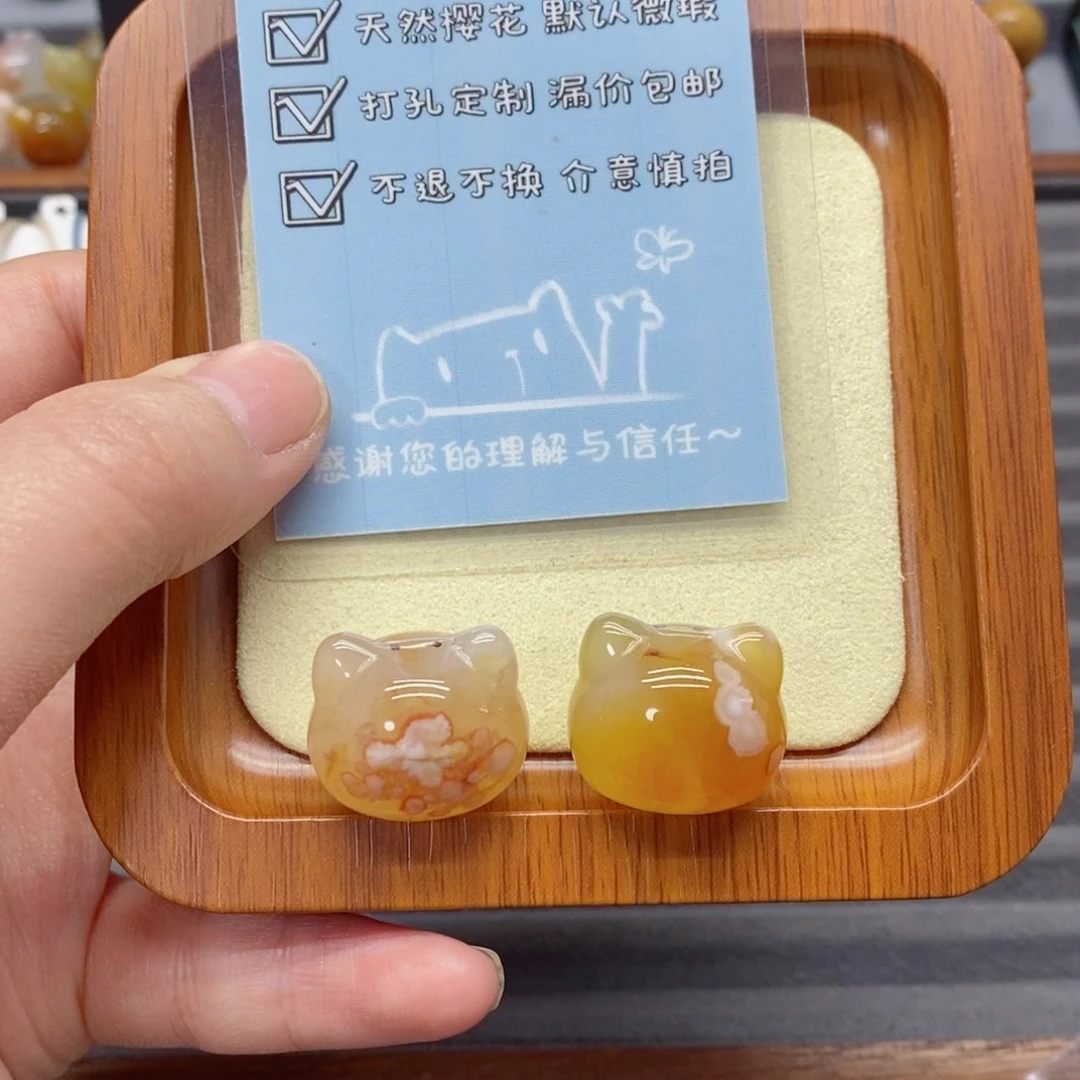 天然樱花 默认微瑕
打孔定制 漏价包邮
不退不换 介意慎拍
感谢您的理解与信任~